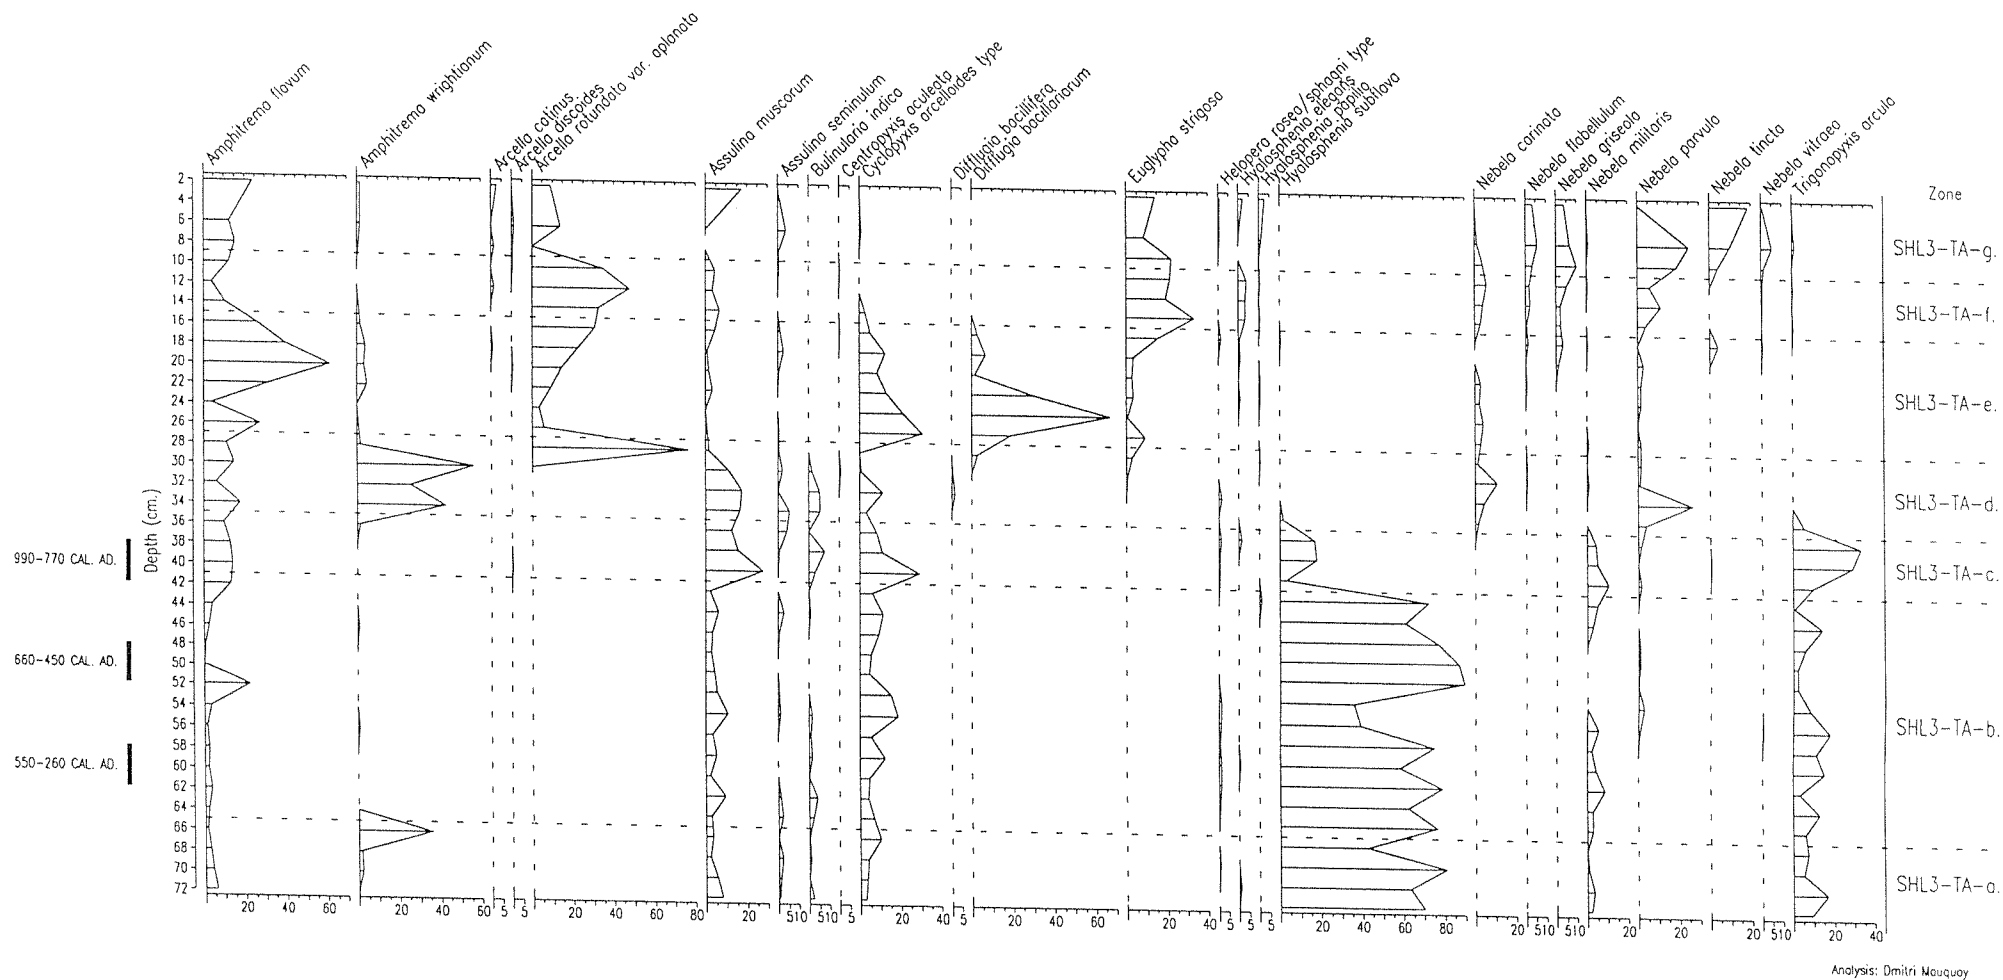 Amphitrema flavum
Amphitrema wrightianum
Arcella catinus.
Arcella discoides
Arcella rotundata var. aplanata
Assulina muscorum
Assulina seminulum
Bulinularia indica
Centropyxis aculeata
Cyclopyxis arcelloides type
Difflugia bacillifera
Difflugia bacillariarum
Euglypha strigosa
Heleopera rosea/sphagni type
Hyalosphenia elegans
Hyalosphenia papilio
Hyalosphenia subflava
Nebela carinata
Nebela flabellulum
Nebela griseola
Nebela militaris
Nebela parvula
Nebela tincta
Nebela vitraea
Trigonopyxis arcula
Zone
2
4
6
8
10
12
14
16
18
20
22
24
26
28
30
32
34
36
38
40
42
44
46
48
50
52
54
56
58
60
62
64
66
68
70
72
Depth (cm.)
990-770 CAL. AD.
660-450 CAL. AD.
550-260 CAL. AD.
SHL3-TA-g.
SHL3-TA-f.
SHL3-TA-e.
SHL3-TA-d.
SHL3-TA-c.
SHL3-TA-b.
SHL3-TA-a.
20 40 60
20 40 60
5
5
20 40 60 80
20
510
510
5
20 40
5
20 40 60
20 40
5
5
5
20 40 60 80
20
510
510
20
20
20
510
20 40
Analysis: Dmitri Mauquoy